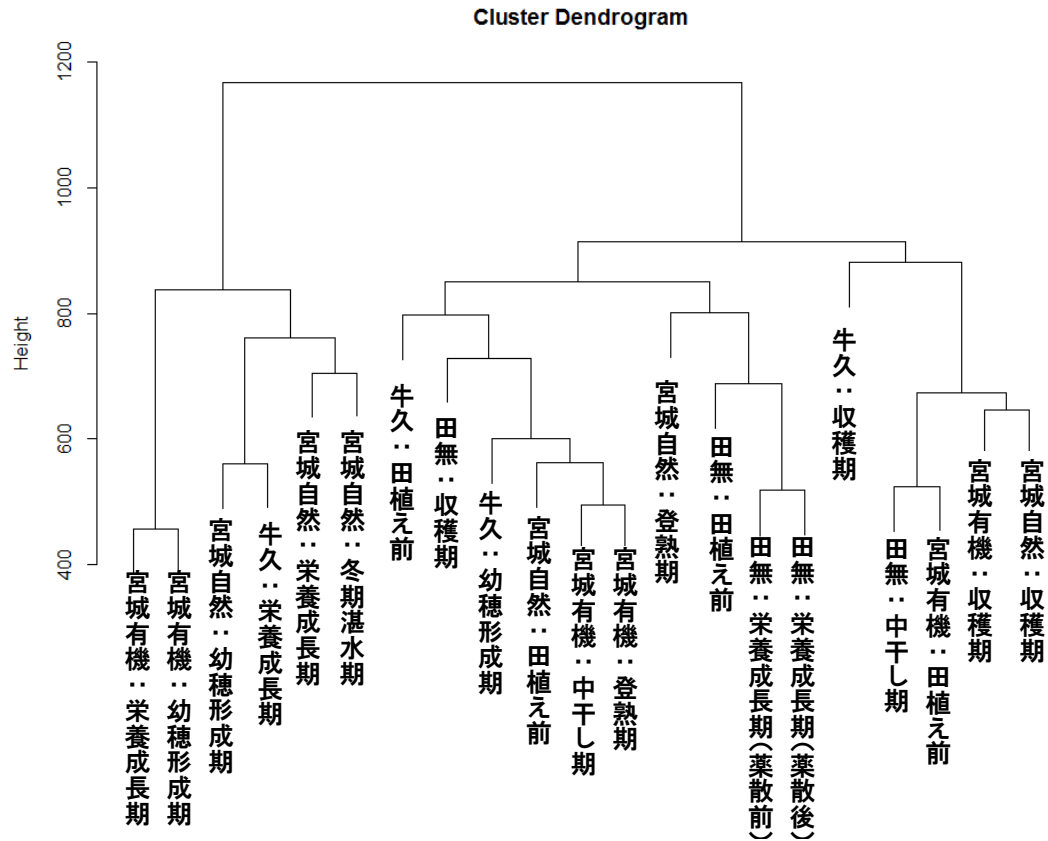 Cluster Dendrogram
Height
1200
1000
800
600
400
宮城有機：栄養成長期
宮城有機：幼穂形成期
宮城自然：幼穂形成期
牛久：栄養成長期
宮城自然：栄養成長期
宮城自然：冬期湛水期
牛久：田植え前
田無：収穫期
牛久：幼穂形成期
宮城自然：田植え前
宮城有機：中干し期
宮城有機：登熟期
宮城自然：登熟期
田無：田植え前
田無：栄養成長期（薬散前）
田無：栄養成長期（薬散後）
牛久：収穫期
田無：中干し期
宮城有機：田植え前
宮城有機：収穫期
宮城自然：収穫期